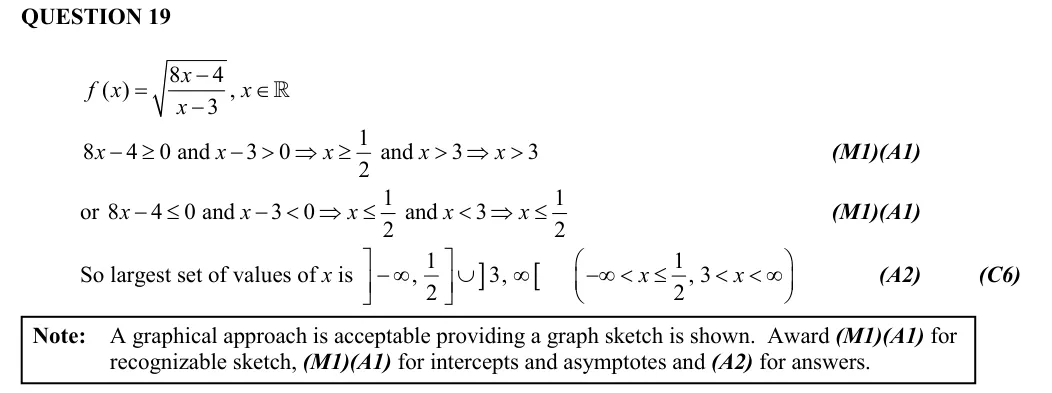 QUESTION 19
f (x) = √((8x − 4)/(x − 3)) , x ∈ ℝ
8x − 4 ≥ 0 and x − 3 > 0 ⇒ x ≥ 1/2 and x > 3 ⇒ x > 3 (M1)(A1)
or 8x − 4 ≤ 0 and x − 3 < 0 ⇒ x ≤ 1/2 and x < 3 ⇒ x ≤ 1/2 (M1)(A1)
So largest set of values of x is ]−∞, 1/2] ∪ ]3, ∞[ (−∞ < x ≤ 1/2, 3 < x < ∞) (A2) (C6)
Note: A graphical approach is acceptable providing a graph sketch is shown. Award (M1)(A1) for
recognizable sketch, (M1)(A1) for intercepts and asymptotes and (A2) for answers.